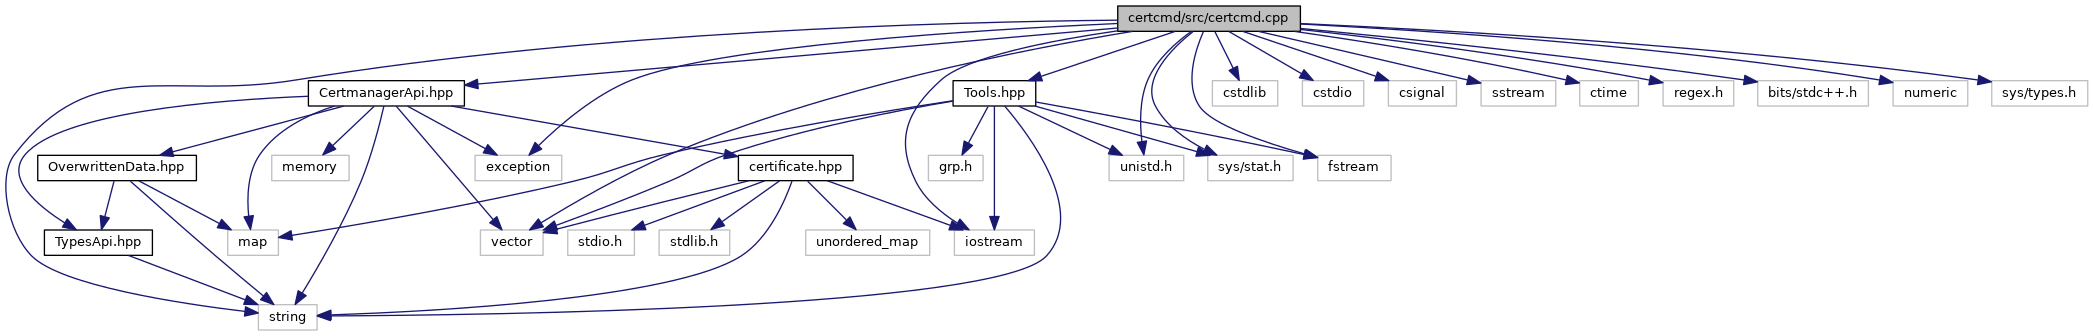 certcmd/src/certcmd.cpp
CertmanagerApi.hpp
Tools.hpp
cstdlib
cstdio
csignal
sstream
ctime
regex.h
bits/stdc++.h
numeric
sys/types.h
OverwrittenData.hpp
memory
exception
certificate.hpp
grp.h
unistd.h
sys/stat.h
fstream
TypesApi.hpp
map
vector
stdio.h
stdlib.h
unordered_map
iostream
string